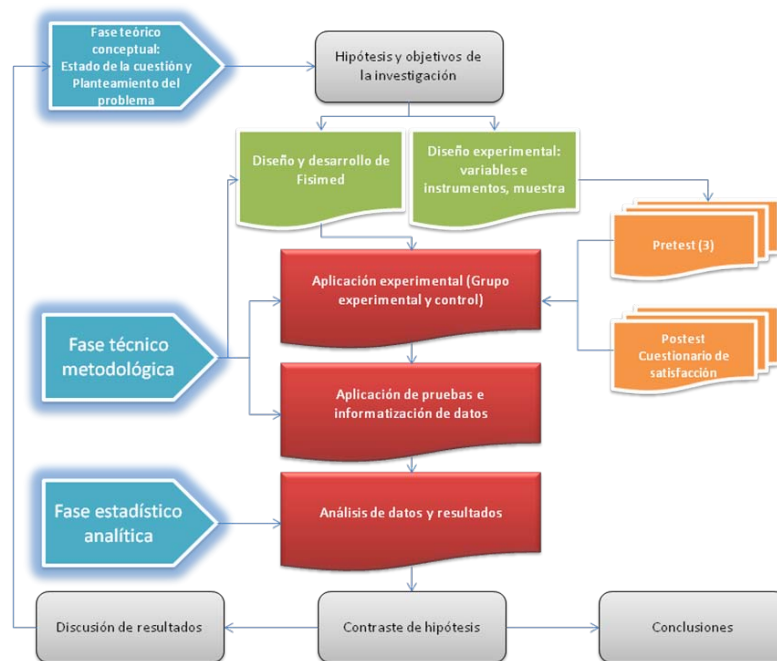 Fase teórico
conceptual:
Estado de la cuestión y
Planteamiento del
problema
Hipótesis y objetivos de
la investigación
Diseño y desarrollo de
Fisimed
Diseño experimental:
variables e
instrumentos, muestra
Pretest (3)
Aplicación experimental (Grupo
experimental y control)
Postest
Cuestionario de
satisfacción
Fase técnico
metodológica
Aplicación de pruebas e
informatización de datos
Fase estadístico
analítica
Análisis de datos y resultados
Discusión de resultados
Contraste de hipótesis
Conclusiones